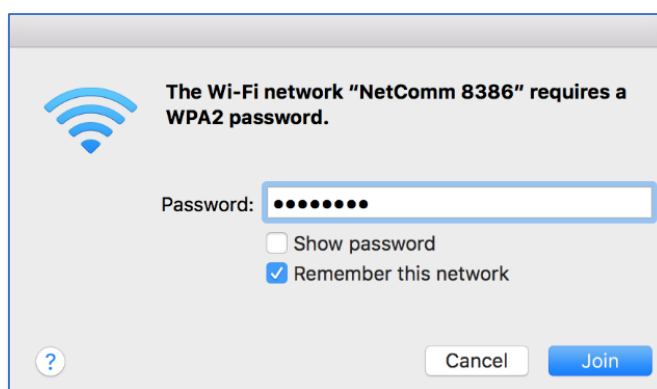 The Wi-Fi network “NetComm 8386” requires a
WPA2 password.
Password: ••••••••
Show password
Remember this network
?
Cancel
Join